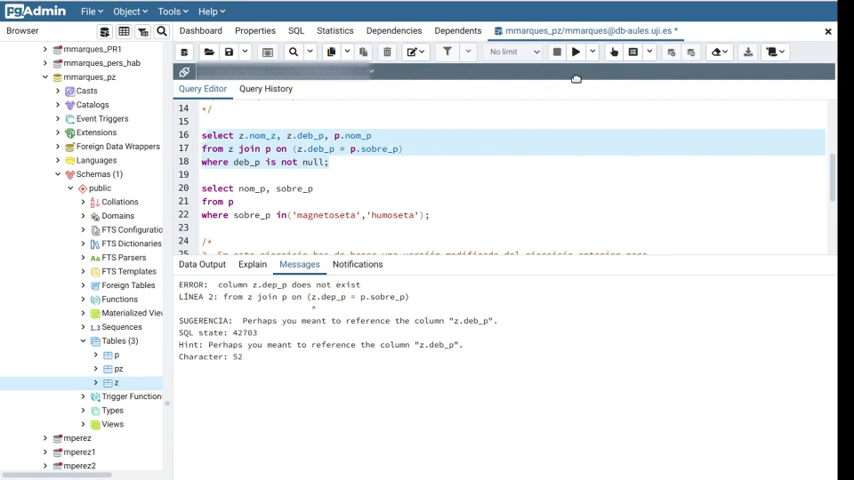 pgAdmin File Object Tools Help
Browser Dashboard Properties SQL Statistics Dependencies Dependents mmarques_pz/mmarques@db-aules.uji.es *
No limit
Query Editor Query History
mmarques_PR1
mmarques_pers_hab
mmarques_pz
Casts
Catalogs
Event Triggers
Extensions
Foreign Data Wrappers
Languages
Schemas (1)
public
Collations
Domains
FTS Configuratio
FTS Dictionaries
FTS Parsers
FTS Templates
Foreign Tables
Functions
Materialized Viev
Sequences
Tables (3)
p
pz
z
Trigger Function
Types
Views
mperez
mperez1
mperez2
14 */
15
16 select z.nom_z, z.deb_p, p.nom_p
17 from z join p on (z.deb_p = p.sobre_p)
18 where deb_p is not null;
19
20 select nom_p, sobre_p
21 from p
22 where sobre_p in('magnetoseta','humoseta');
23
24 /*
25
Data Output Explain Messages Notifications
ERROR: column z.dep_p does not exist
LÍNEA 2: from z join p on (z.dep_p = p.sobre_p)
^
SUGERENCIA: Perhaps you meant to reference the column "z.deb_p".
SQL state: 42703
Hint: Perhaps you meant to reference the column "z.deb_p".
Character: 52